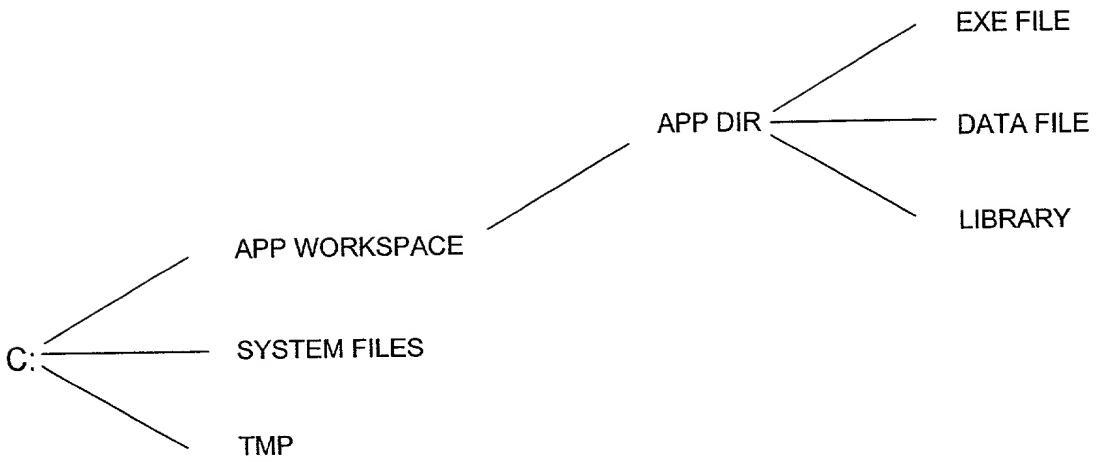 EXE FILE
APP DIR
DATA FILE
LIBRARY
APP WORKSPACE
SYSTEM FILES
C:
TMP